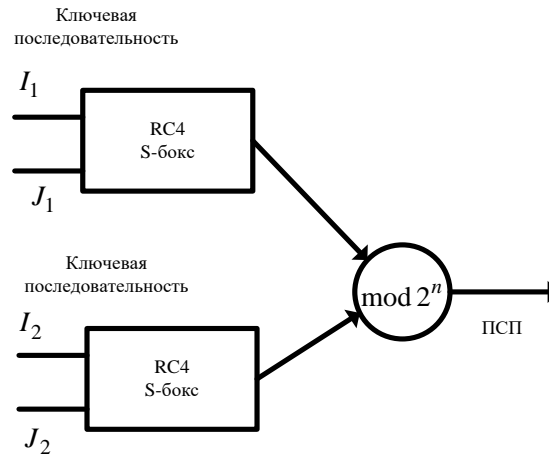 Ключевая
последовательность
I₁
RC4
S-бокс
J₁
Ключевая
последовательность
mod 2ⁿ
I₂
ПСП
RC4
S-бокс
J₂